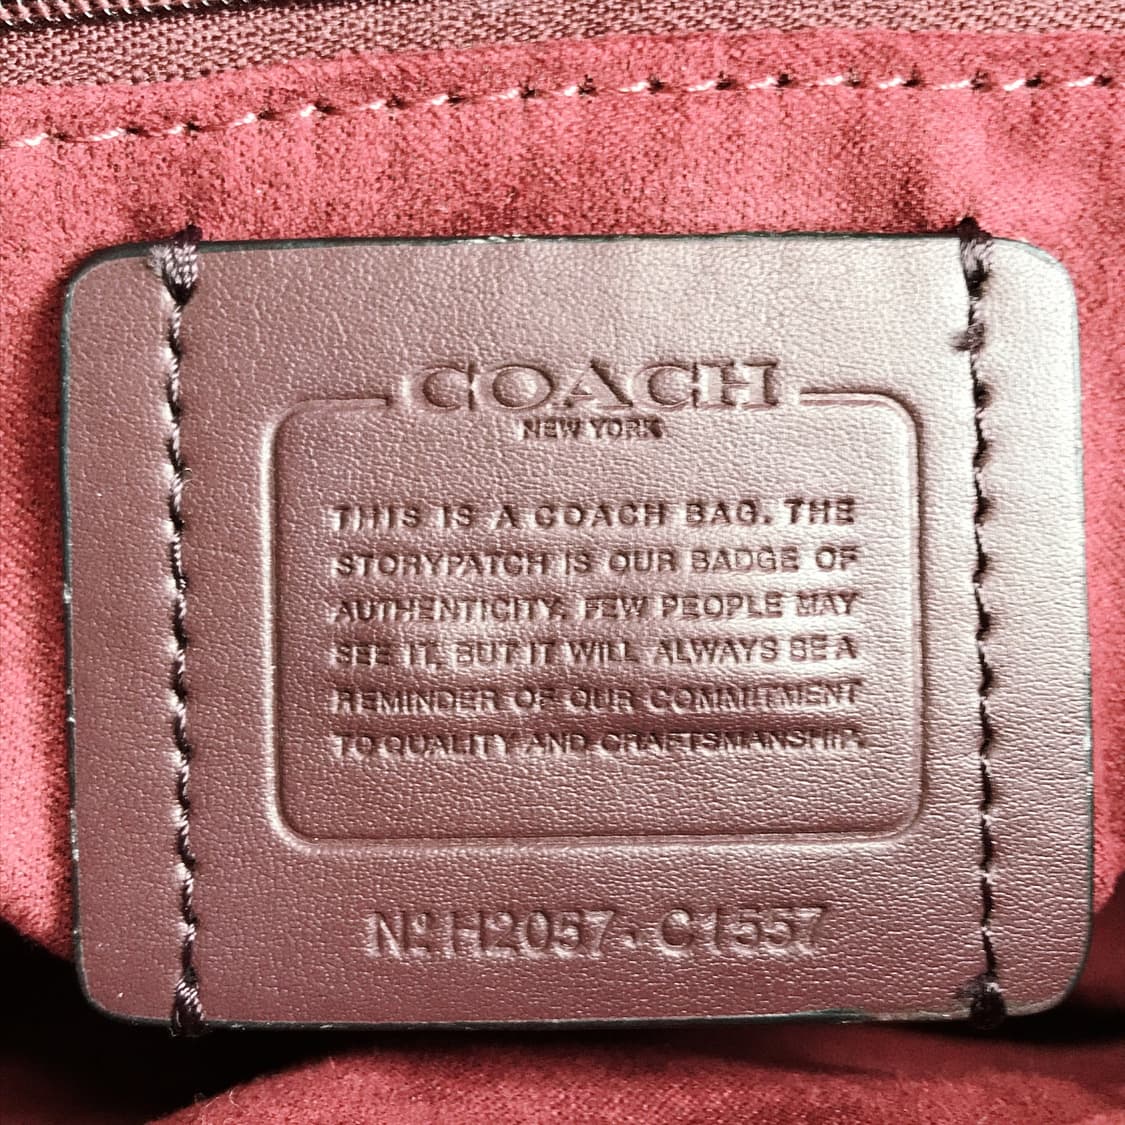 COACH
NEW YORK
THIS IS A COACH BAG. THE
STORYPATCH IS OUR BADGE OF
AUTHENTICITY. FEW PEOPLE MAY
SEE IT, BUT IT WILL ALWAYS BE A
REMINDER OF OUR COMMITMENT
TO QUALITY AND CRAFTSMANSHIP.
Nº H2057 · C1557